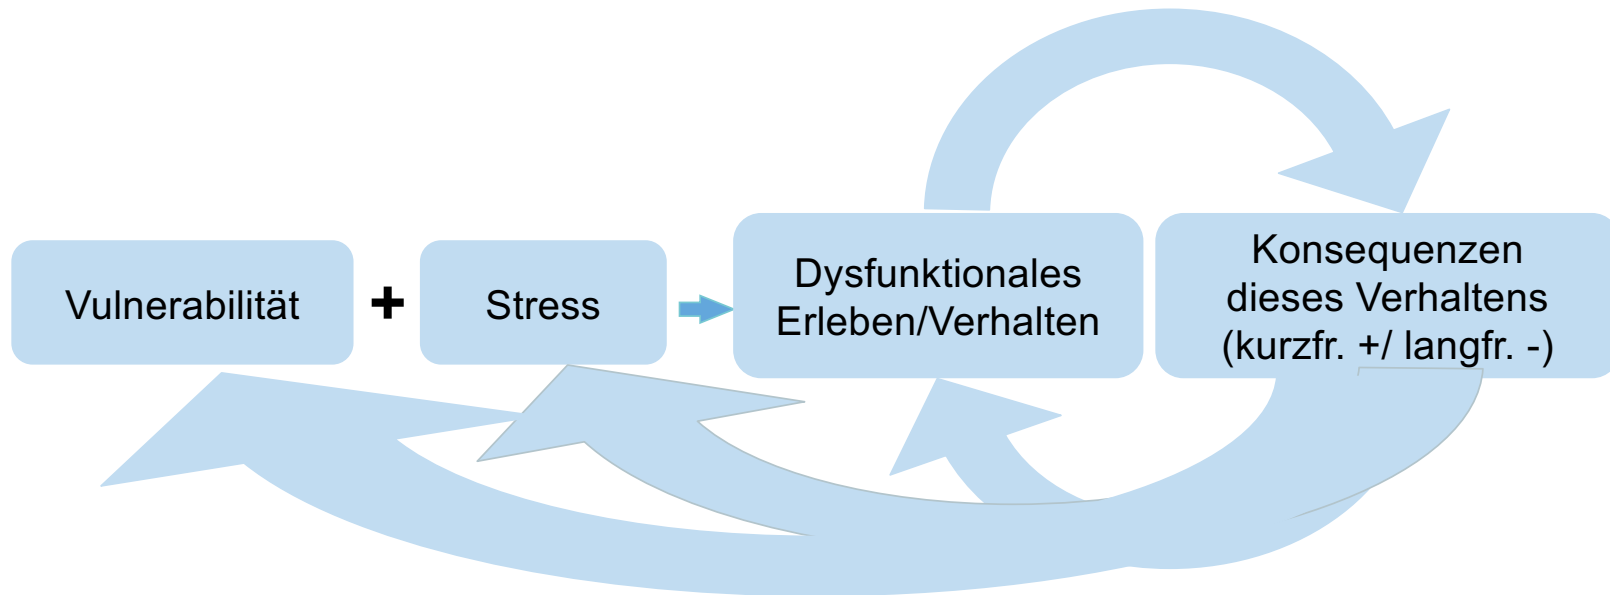 Vulnerabilität
+
Stress
Dysfunktionales
Erleben/Verhalten
Konsequenzen
dieses Verhaltens
(kurzfr. +/ langfr. -)